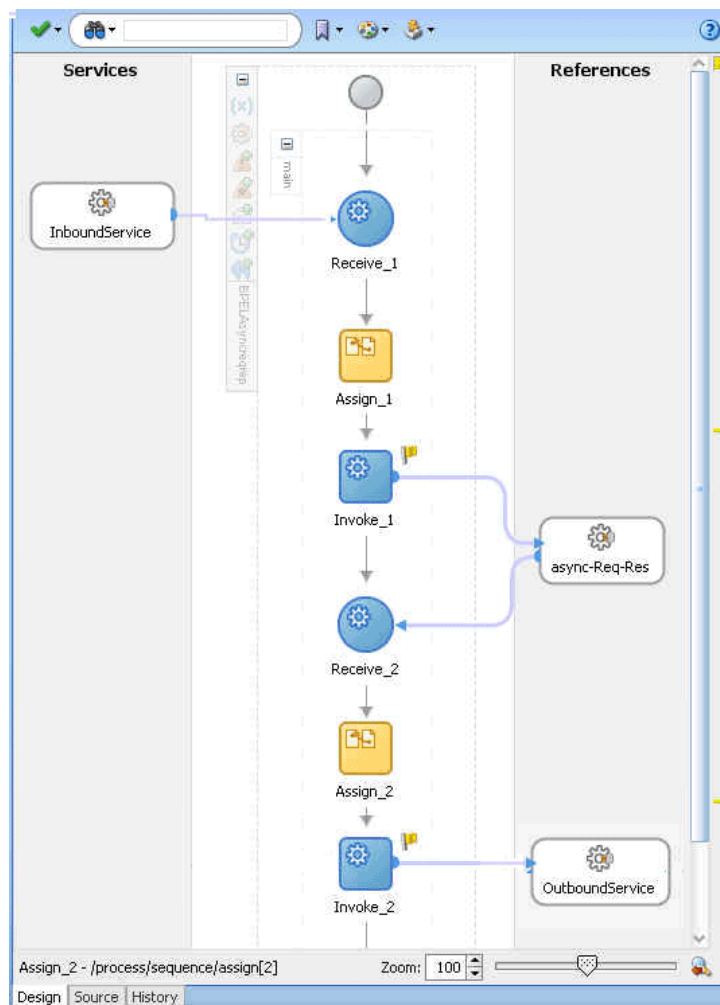 Services
References
(x)
main
InboundService
BPELAsyncreqrep
Receive_1
Assign_1
Invoke_1
async-Req-Res
Receive_2
Assign_2
Invoke_2
OutboundService
Assign_2 - /process/sequence/assign[2]
Zoom: 100
Design Source History